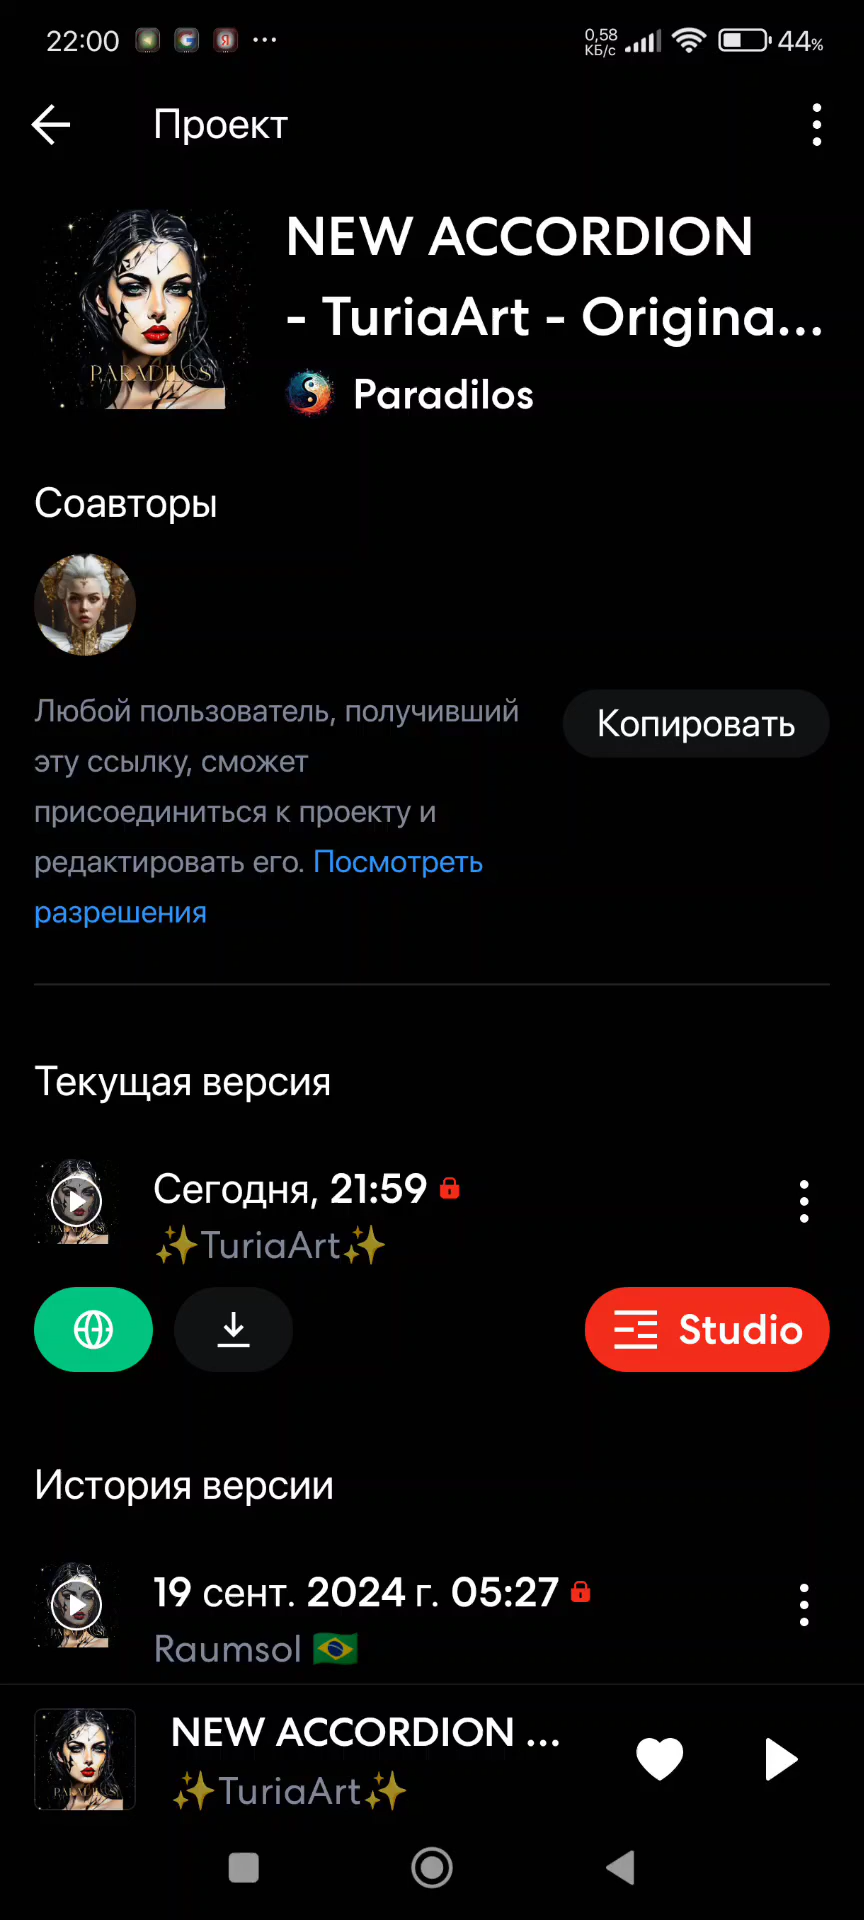 22:00
0,58
КБ/с
44%
Проект
NEW ACCORDION
- TuriaArt - Origina...
PARADILOS
Paradilos
Соавторы
Любой пользователь, получивший
эту ссылку, сможет
присоединиться к проекту и
редактировать его. Посмотреть
разрешения
Копировать
Текущая версия
Сегодня, 21:59
✨TuriaArt✨
Studio
История версии
19 сент. 2024 г. 05:27
Raumsol 🇧🇷
NEW ACCORDION ...
✨TuriaArt✨